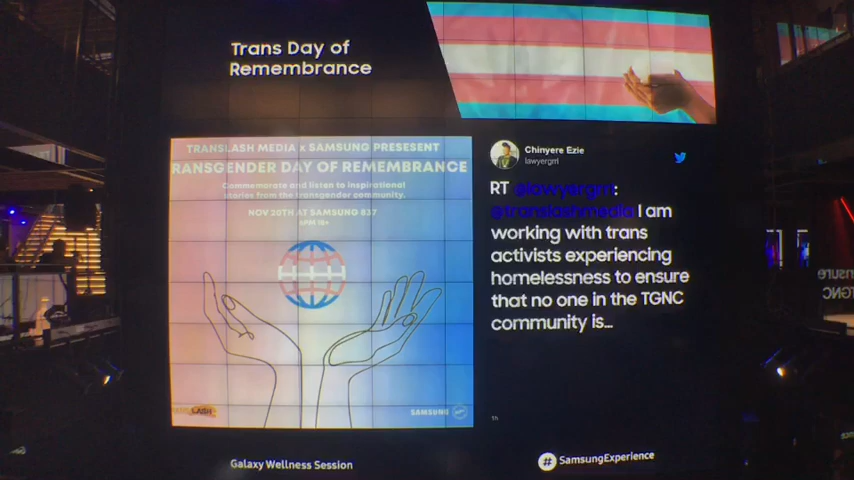 Trans Day of
Remembrance
TRANSLASH MEDIA x SAMSUNG PRESESENT
RANSGENDER DAY OF REMEMBRANCE
Commemorate and listen to inspirational
stories from the transgender community.
NOV 20TH AT SAMSUNG 837
SAMSUNG
Chinyere Ezie
lawyergrrl
RT @lawyergrrl:
@translashmedia I am
working with trans
activists experiencing
homelessness to ensure
that no one in the TGNC
community is...
1h
Galaxy Wellness Session
# SamsungExperience